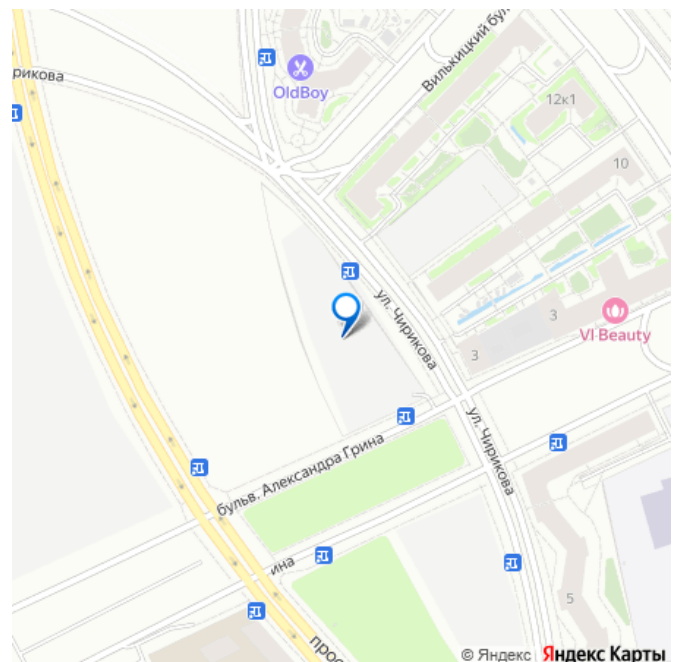 рикова
OldBoy
Вилькицкий бул
12к1
10
ул. Чирикова
3
VI Beauty
3
ул. Чирикова
бульв. Александра Грина
ина
5
прос
© Яндекс Яндекс Карты